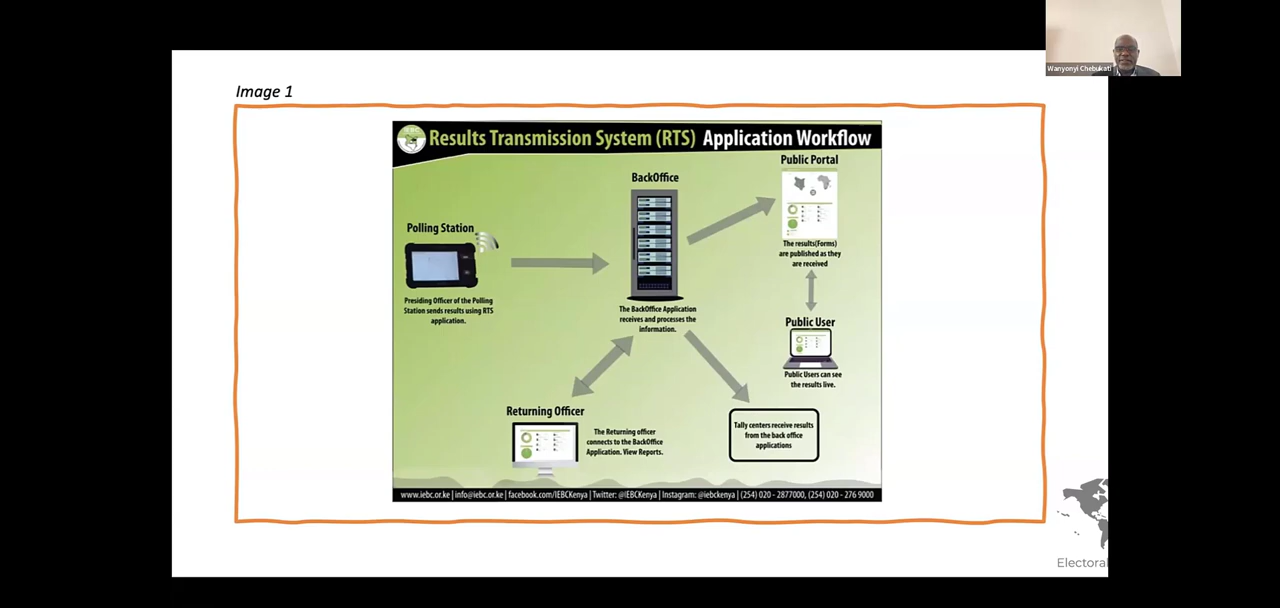 Wanyonyi Chebukati
Image 1
IEBC
Results Transmission System (RTS) Application Workflow
Public Portal
BackOffice
Polling Station
The results(Forms)
are published as they
are received
Presiding Officer of the Polling
Station sends results using RTS
application.
The BackOffice Application
receives and processes the
information.
Public User
Public Users can see
the results live.
Returning Officer
The Returning officer
connects to the BackOffice
Application. View Reports.
Tally centers receive results
from the back office
applications
www.iebc.or.ke | info@iebc.or.ke | facebook.com/IEBCKenya | Twitter: @IEBCKenya | Instagram: @iebckenya | (254) 020 - 2877000, (254) 020 - 276 9000
Electoral